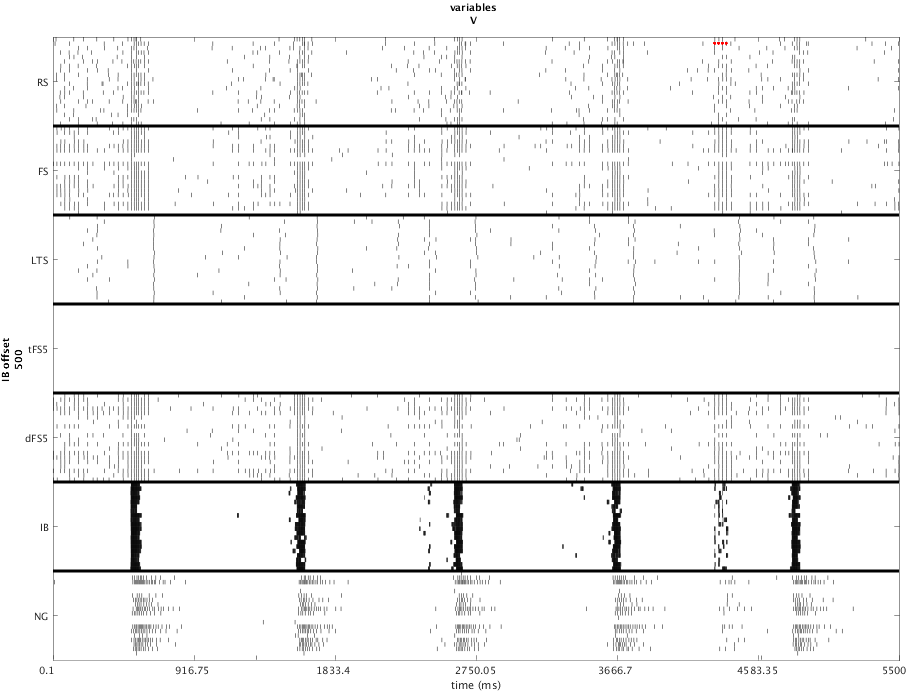 variables
V
RS
FS
LTS
tFS5
dFS5
IB
NG
IB offset
500
0.1 916.75 1833.4 2750.05 3666.7 4583.35 5500
time (ms)